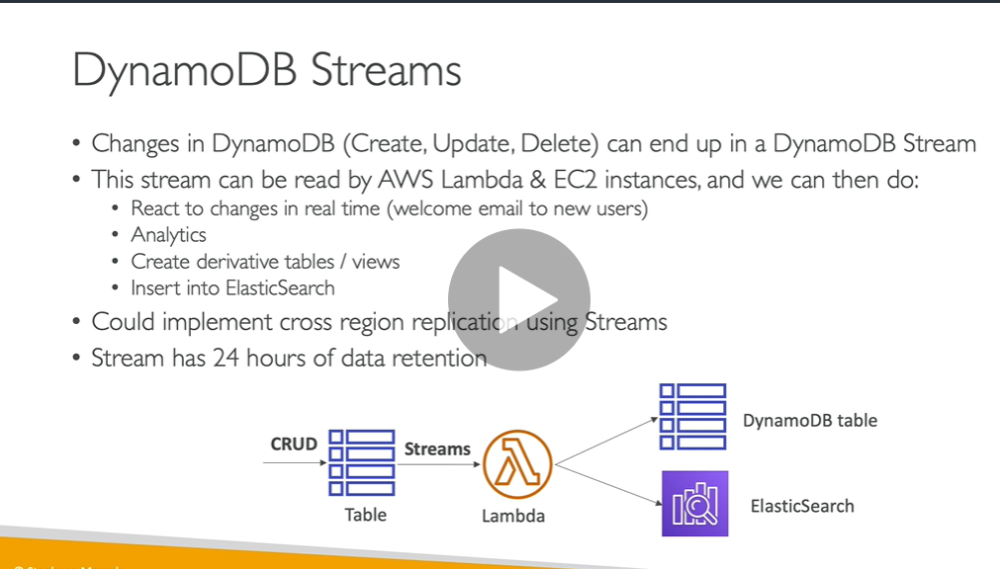 DynamoDB Streams
• Changes in DynamoDB (Create, Update, Delete) can end up in a DynamoDB Stream
• This stream can be read by AWS Lambda & EC2 instances, and we can then do:
• React to changes in real time (welcome email to new users)
• Analytics
• Create derivative tables / views
• Insert into ElasticSearch
• Could implement cross region replication using Streams
• Stream has 24 hours of data retention
CRUD
Streams
Table
Lambda
DynamoDB table
ElasticSearch